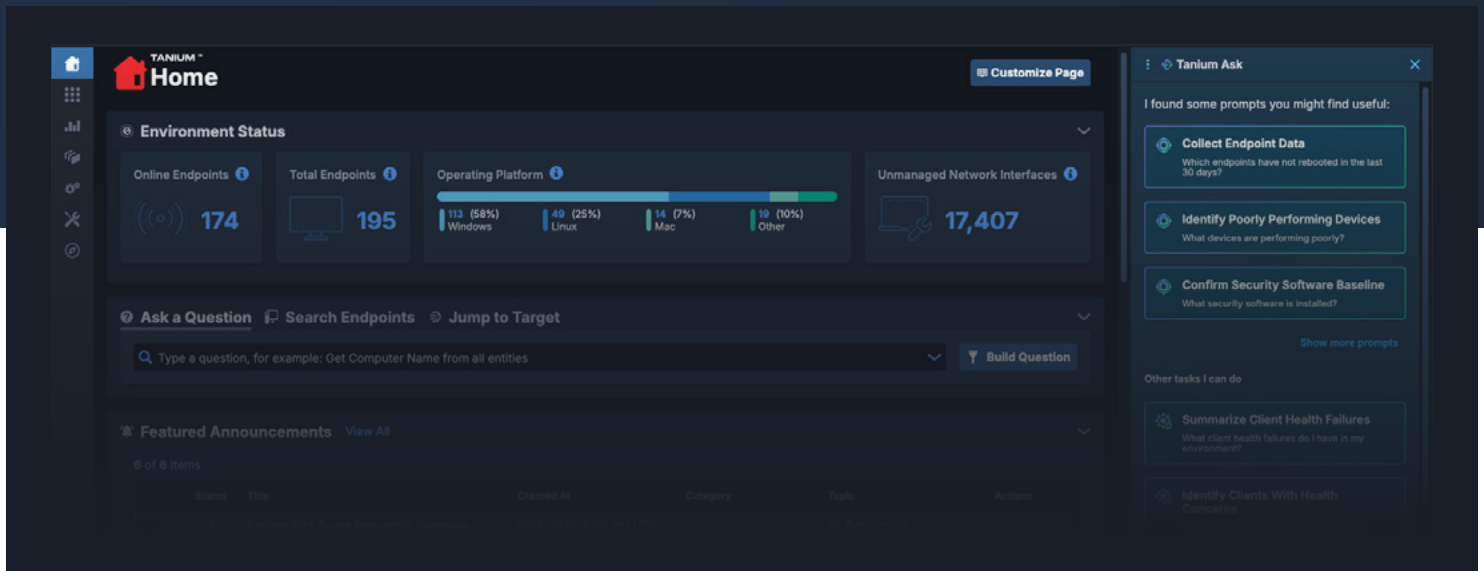 TANIUM™
Home
Customize Page
Environment Status
Online Endpoints
174
Total Endpoints
195
Operating Platform
113 (58%)
Windows
49 (25%)
Linux
14 (7%)
Mac
19 (10%)
Other
Unmanaged Network Interfaces
17,407
Ask a Question
Search Endpoints
Jump to Target
Type a question, for example: Get Computer Name from all entities
Build Question
Featured Announcements View All
6 of 6 Items
Status Title Created At Category Topic Actions
Tanium Ask
I found some prompts you might find useful:
Collect Endpoint Data
Which endpoints have not rebooted in the last
30 days?
Identify Poorly Performing Devices
What devices are performing poorly?
Confirm Security Software Baseline
What security software is installed?
Show more prompts
Other tasks I can do
Summarize Client Health Failures
What client health failures do I have in my
environment?
Identify Clients With Health
Concerns